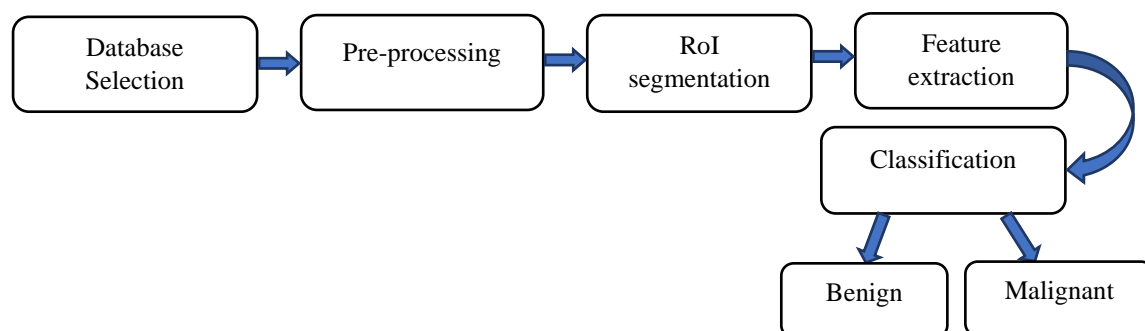 Database
Selection
Pre-processing
RoI
segmentation
Feature
extraction
Classification
Benign
Malignant